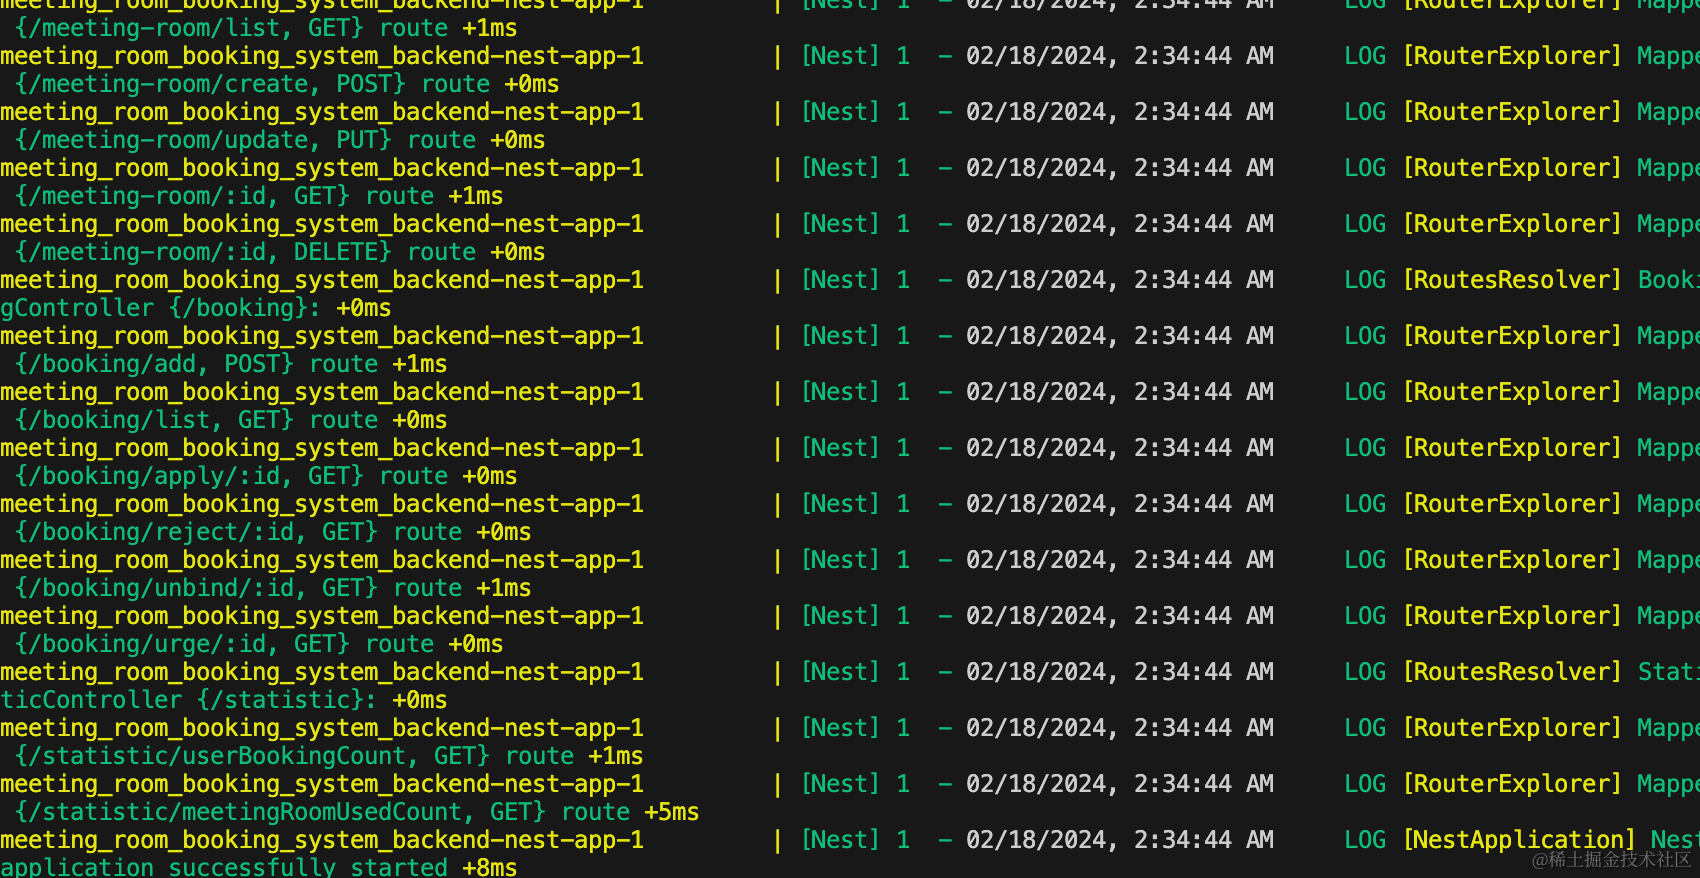 meeting_room_booking_system_backend-nest-app-1 | [Nest] 1 - 02/18/2024, 2:34:44 AM LOG [RouterExplorer] Mappe
{/meeting-room/list, GET} route +1ms
meeting_room_booking_system_backend-nest-app-1 | [Nest] 1 - 02/18/2024, 2:34:44 AM LOG [RouterExplorer] Mappe
{/meeting-room/create, POST} route +0ms
meeting_room_booking_system_backend-nest-app-1 | [Nest] 1 - 02/18/2024, 2:34:44 AM LOG [RouterExplorer] Mappe
{/meeting-room/update, PUT} route +0ms
meeting_room_booking_system_backend-nest-app-1 | [Nest] 1 - 02/18/2024, 2:34:44 AM LOG [RouterExplorer] Mappe
{/meeting-room/:id, GET} route +1ms
meeting_room_booking_system_backend-nest-app-1 | [Nest] 1 - 02/18/2024, 2:34:44 AM LOG [RouterExplorer] Mappe
{/meeting-room/:id, DELETE} route +0ms
meeting_room_booking_system_backend-nest-app-1 | [Nest] 1 - 02/18/2024, 2:34:44 AM LOG [RoutesResolver] Booki
gController {/booking}: +0ms
meeting_room_booking_system_backend-nest-app-1 | [Nest] 1 - 02/18/2024, 2:34:44 AM LOG [RouterExplorer] Mappe
{/booking/add, POST} route +1ms
meeting_room_booking_system_backend-nest-app-1 | [Nest] 1 - 02/18/2024, 2:34:44 AM LOG [RouterExplorer] Mappe
{/booking/list, GET} route +0ms
meeting_room_booking_system_backend-nest-app-1 | [Nest] 1 - 02/18/2024, 2:34:44 AM LOG [RouterExplorer] Mappe
{/booking/apply/:id, GET} route +0ms
meeting_room_booking_system_backend-nest-app-1 | [Nest] 1 - 02/18/2024, 2:34:44 AM LOG [RouterExplorer] Mappe
{/booking/reject/:id, GET} route +0ms
meeting_room_booking_system_backend-nest-app-1 | [Nest] 1 - 02/18/2024, 2:34:44 AM LOG [RouterExplorer] Mappe
{/booking/unbind/:id, GET} route +1ms
meeting_room_booking_system_backend-nest-app-1 | [Nest] 1 - 02/18/2024, 2:34:44 AM LOG [RouterExplorer] Mappe
{/booking/urge/:id, GET} route +0ms
meeting_room_booking_system_backend-nest-app-1 | [Nest] 1 - 02/18/2024, 2:34:44 AM LOG [RoutesResolver] Stati
ticController {/statistic}: +0ms
meeting_room_booking_system_backend-nest-app-1 | [Nest] 1 - 02/18/2024, 2:34:44 AM LOG [RouterExplorer] Mappe
{/statistic/userBookingCount, GET} route +1ms
meeting_room_booking_system_backend-nest-app-1 | [Nest] 1 - 02/18/2024, 2:34:44 AM LOG [RouterExplorer] Mappe
{/statistic/meetingRoomUsedCount, GET} route +5ms
meeting_room_booking_system_backend-nest-app-1 | [Nest] 1 - 02/18/2024, 2:34:44 AM LOG [NestApplication] Nest
application successfully started +8ms
@稀土掘金技术社区